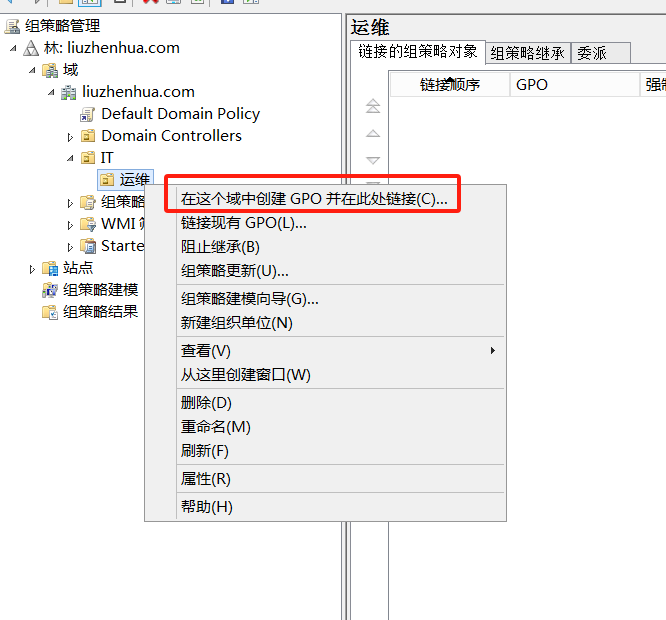 组策略管理
林: liuzhenhua.com
域
liuzhenhua.com
Default Domain Policy
Domain Controllers
IT
运维
组策略
WMI
Starte
站点
组策略建模
组策略结果
运维
链接的组策略对象 组策略继承 委派
链接顺序 GPO 强制
在这个域中创建 GPO 并在此处链接(C)...
链接现有 GPO(L)...
阻止继承(B)
组策略更新(U)...
组策略建模向导(G)...
新建组织单位(N)
查看(V)
从这里创建窗口(W)
删除(D)
重命名(M)
刷新(F)
属性(R)
帮助(H)